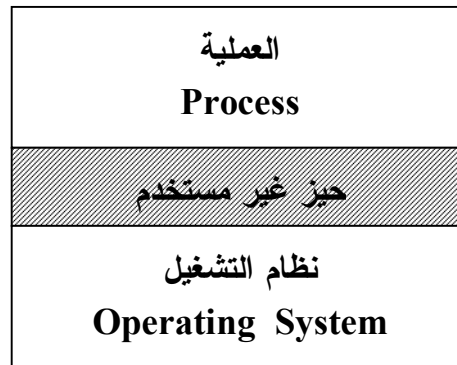 العملية
Process
حيز غير مستخدم
نظام التشغيل
Operating System